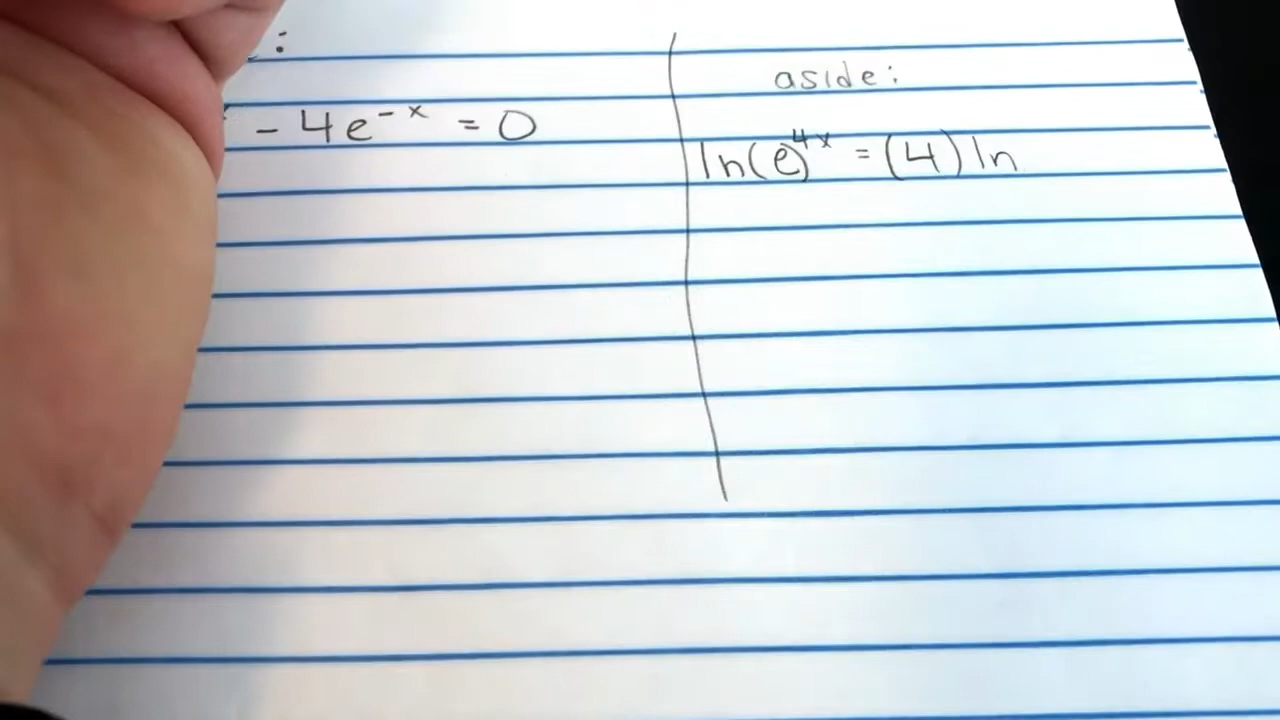 :
- 4e^{-x} = 0
aside:
ln(e)^{4x} = (4) ln